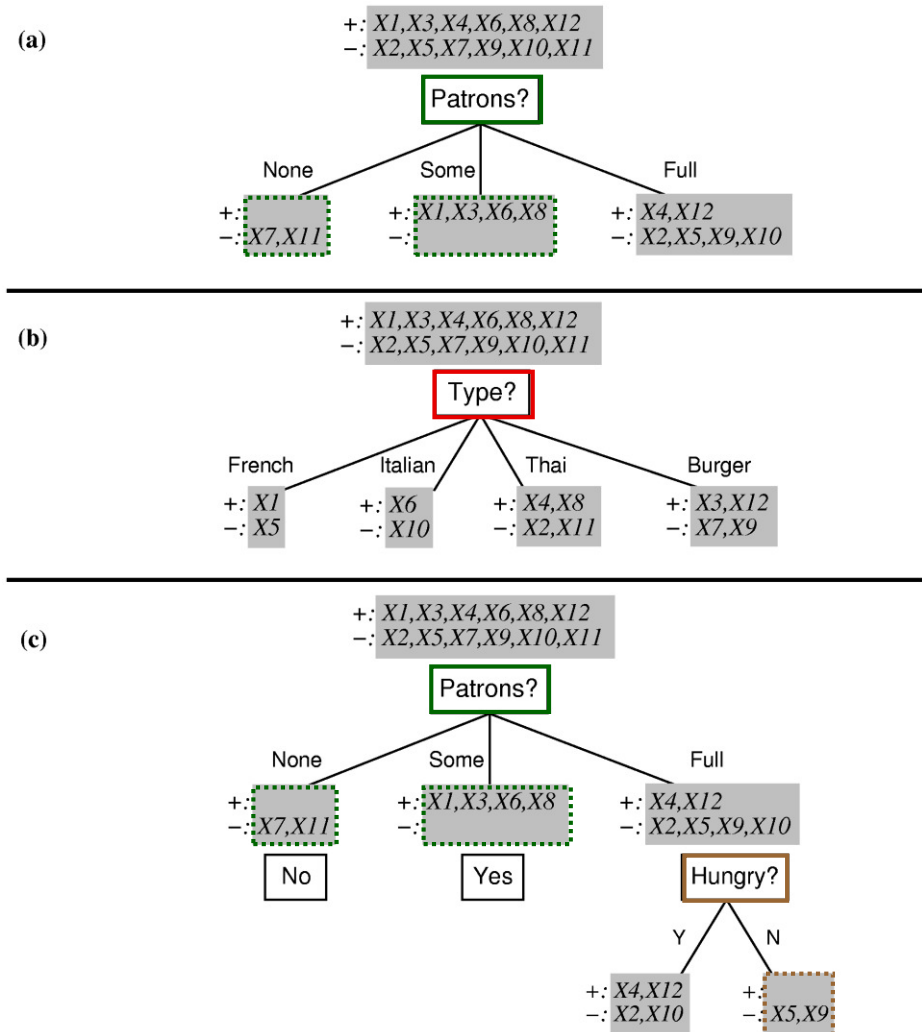 (a)
+: X1,X3,X4,X6,X8,X12
−: X2,X5,X7,X9,X10,X11
Patrons?
None Some Full
+: +: X1,X3,X6,X8 +: X4,X12
−: X7,X11 −: −: X2,X5,X9,X10
(b)
+: X1,X3,X4,X6,X8,X12
−: X2,X5,X7,X9,X10,X11
Type?
French Italian Thai Burger
+: X1 +: X6 +: X4,X8 +: X3,X12
−: X5 −: X10 −: X2,X11 −: X7,X9
(c)
+: X1,X3,X4,X6,X8,X12
−: X2,X5,X7,X9,X10,X11
Patrons?
None Some Full
+: +: X1,X3,X6,X8 +: X4,X12
−: X7,X11 −: −: X2,X5,X9,X10
No Yes Hungry?
Y N
+: X4,X12 +:
−: X2,X10 −: X5,X9